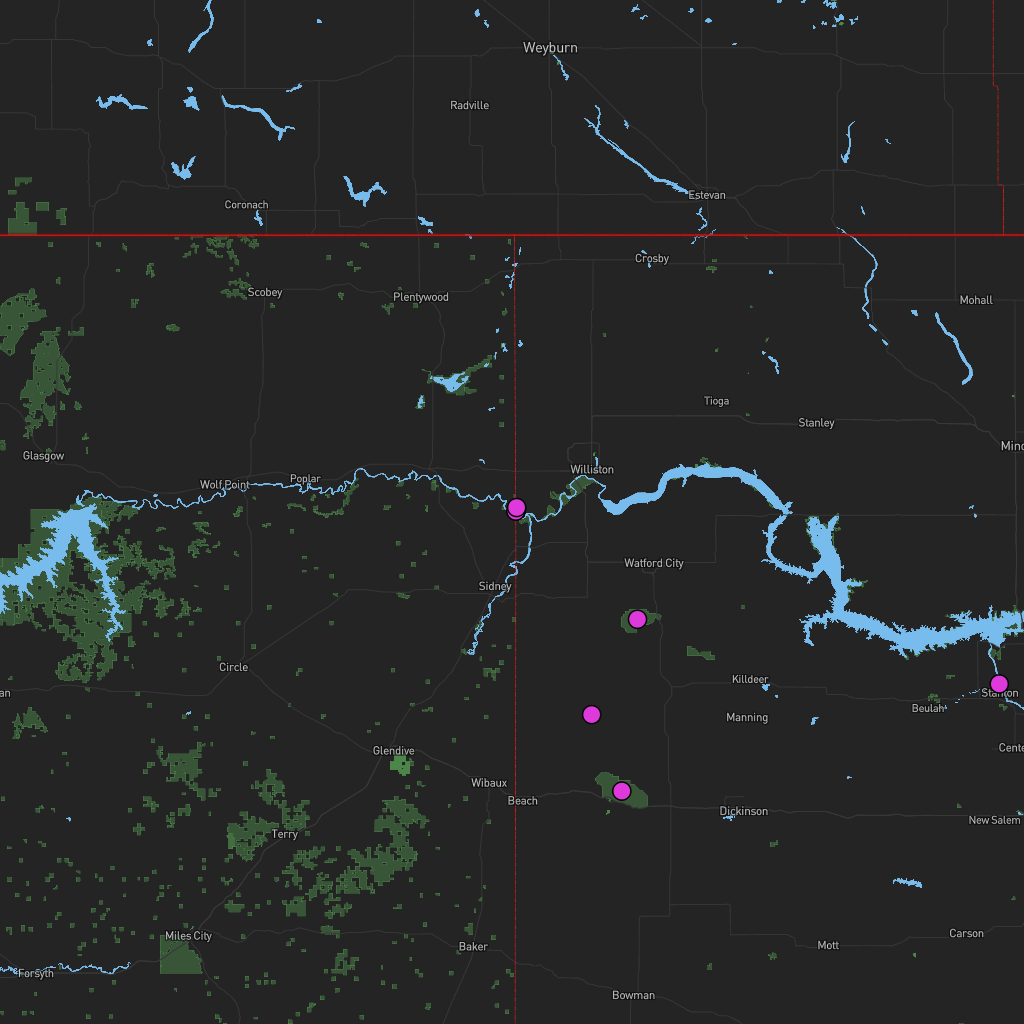 Weyburn
Radville
Estevan
Coronach
Crosby
Scobey
Plentywood
Mohall
Tioga
Stanley
Glasgow
Williston
Poplar
Wolf Point
Watford City
Sidney
Circle
Killdeer
Stanton
Beulah
Manning
Glendive
Wibaux
Beach
Dickinson
New Salem
Terry
Miles City
Baker
Mott
Carson
Forsyth
Bowman